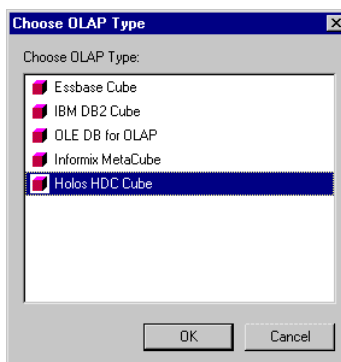 Choose OLAP Type
Choose OLAP Type:
Essbase Cube
IBM DB2 Cube
OLE DB for OLAP
Informix MetaCube
Holos HDC Cube
OK
Cancel